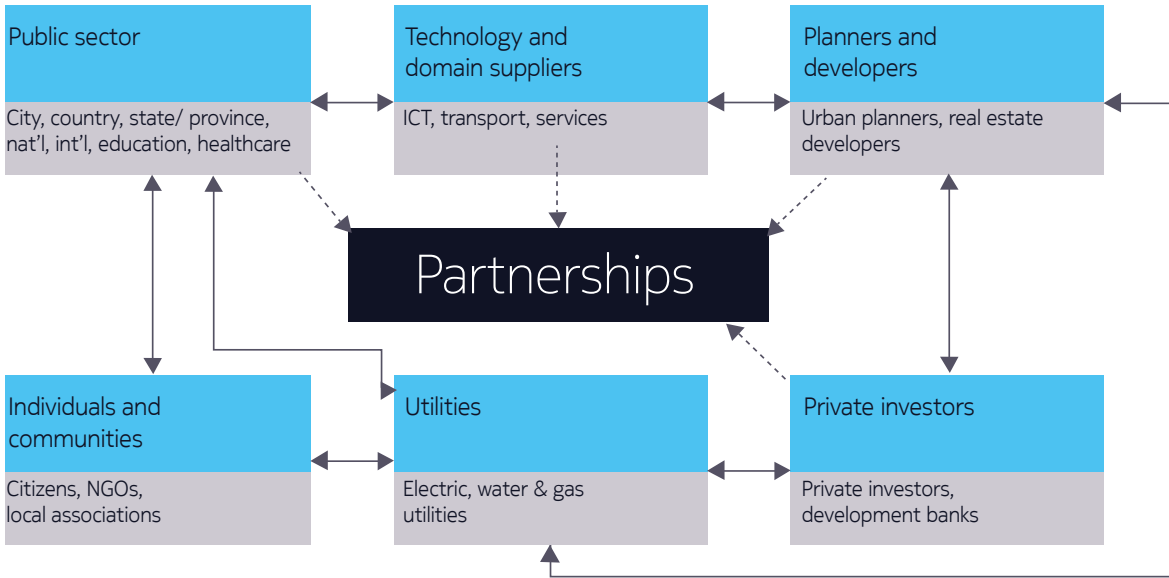 Public sector
City, country, state/ province,
nat'l, int'l, education, healthcare
Technology and
domain suppliers
ICT, transport, services
Planners and
developers
Urban planners, real estate
developers
Partnerships
Individuals and
communities
Citizens, NGOs,
local associations
Utilities
Electric, water & gas
utilities
Private investors
Private investors,
development banks